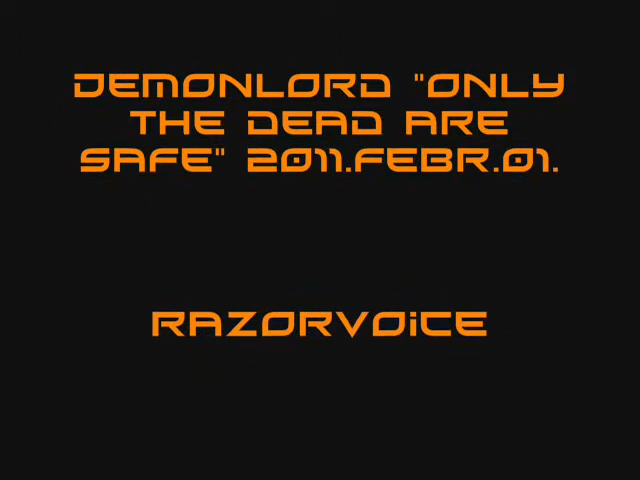 DEMONLORD "ONLY
THE DEAD ARE
SAFE" 2011.FEBR.01.
RAZORVOiCE